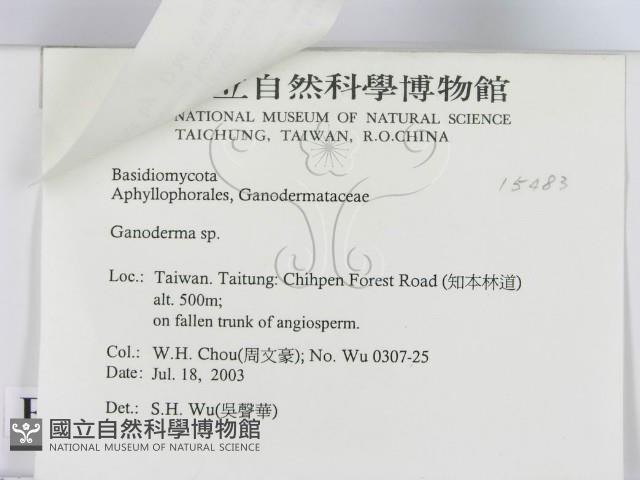 立自然科學博物館
NATIONAL MUSEUM OF NATURAL SCIENCE
TAICHUNG, TAIWAN, R.O.CHINA
Basidiomycota
15483
Aphyllophorales, Ganodermataceae
Ganoderma sp.
Loc.: Taiwan. Taitung: Chihpen Forest Road (知本林道)
alt. 500m;
on fallen trunk of angiosperm.
Col.: W.H. Chou(周文豪); No. Wu 0307-25
Date: Jul. 18, 2003
Det.: S.H. Wu(吳聲華)
國立自然科學博物館
NATIONAL MUSEUM OF NATURAL SCIENCE